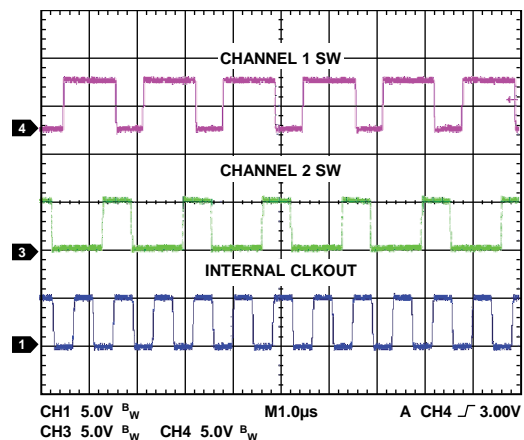 CHANNEL 1 SW
4
CHANNEL 2 SW
3
INTERNAL CLKOUT
1
CH1 5.0V BW M1.0µs A CH4 3.00V
CH3 5.0V BW CH4 5.0V BW